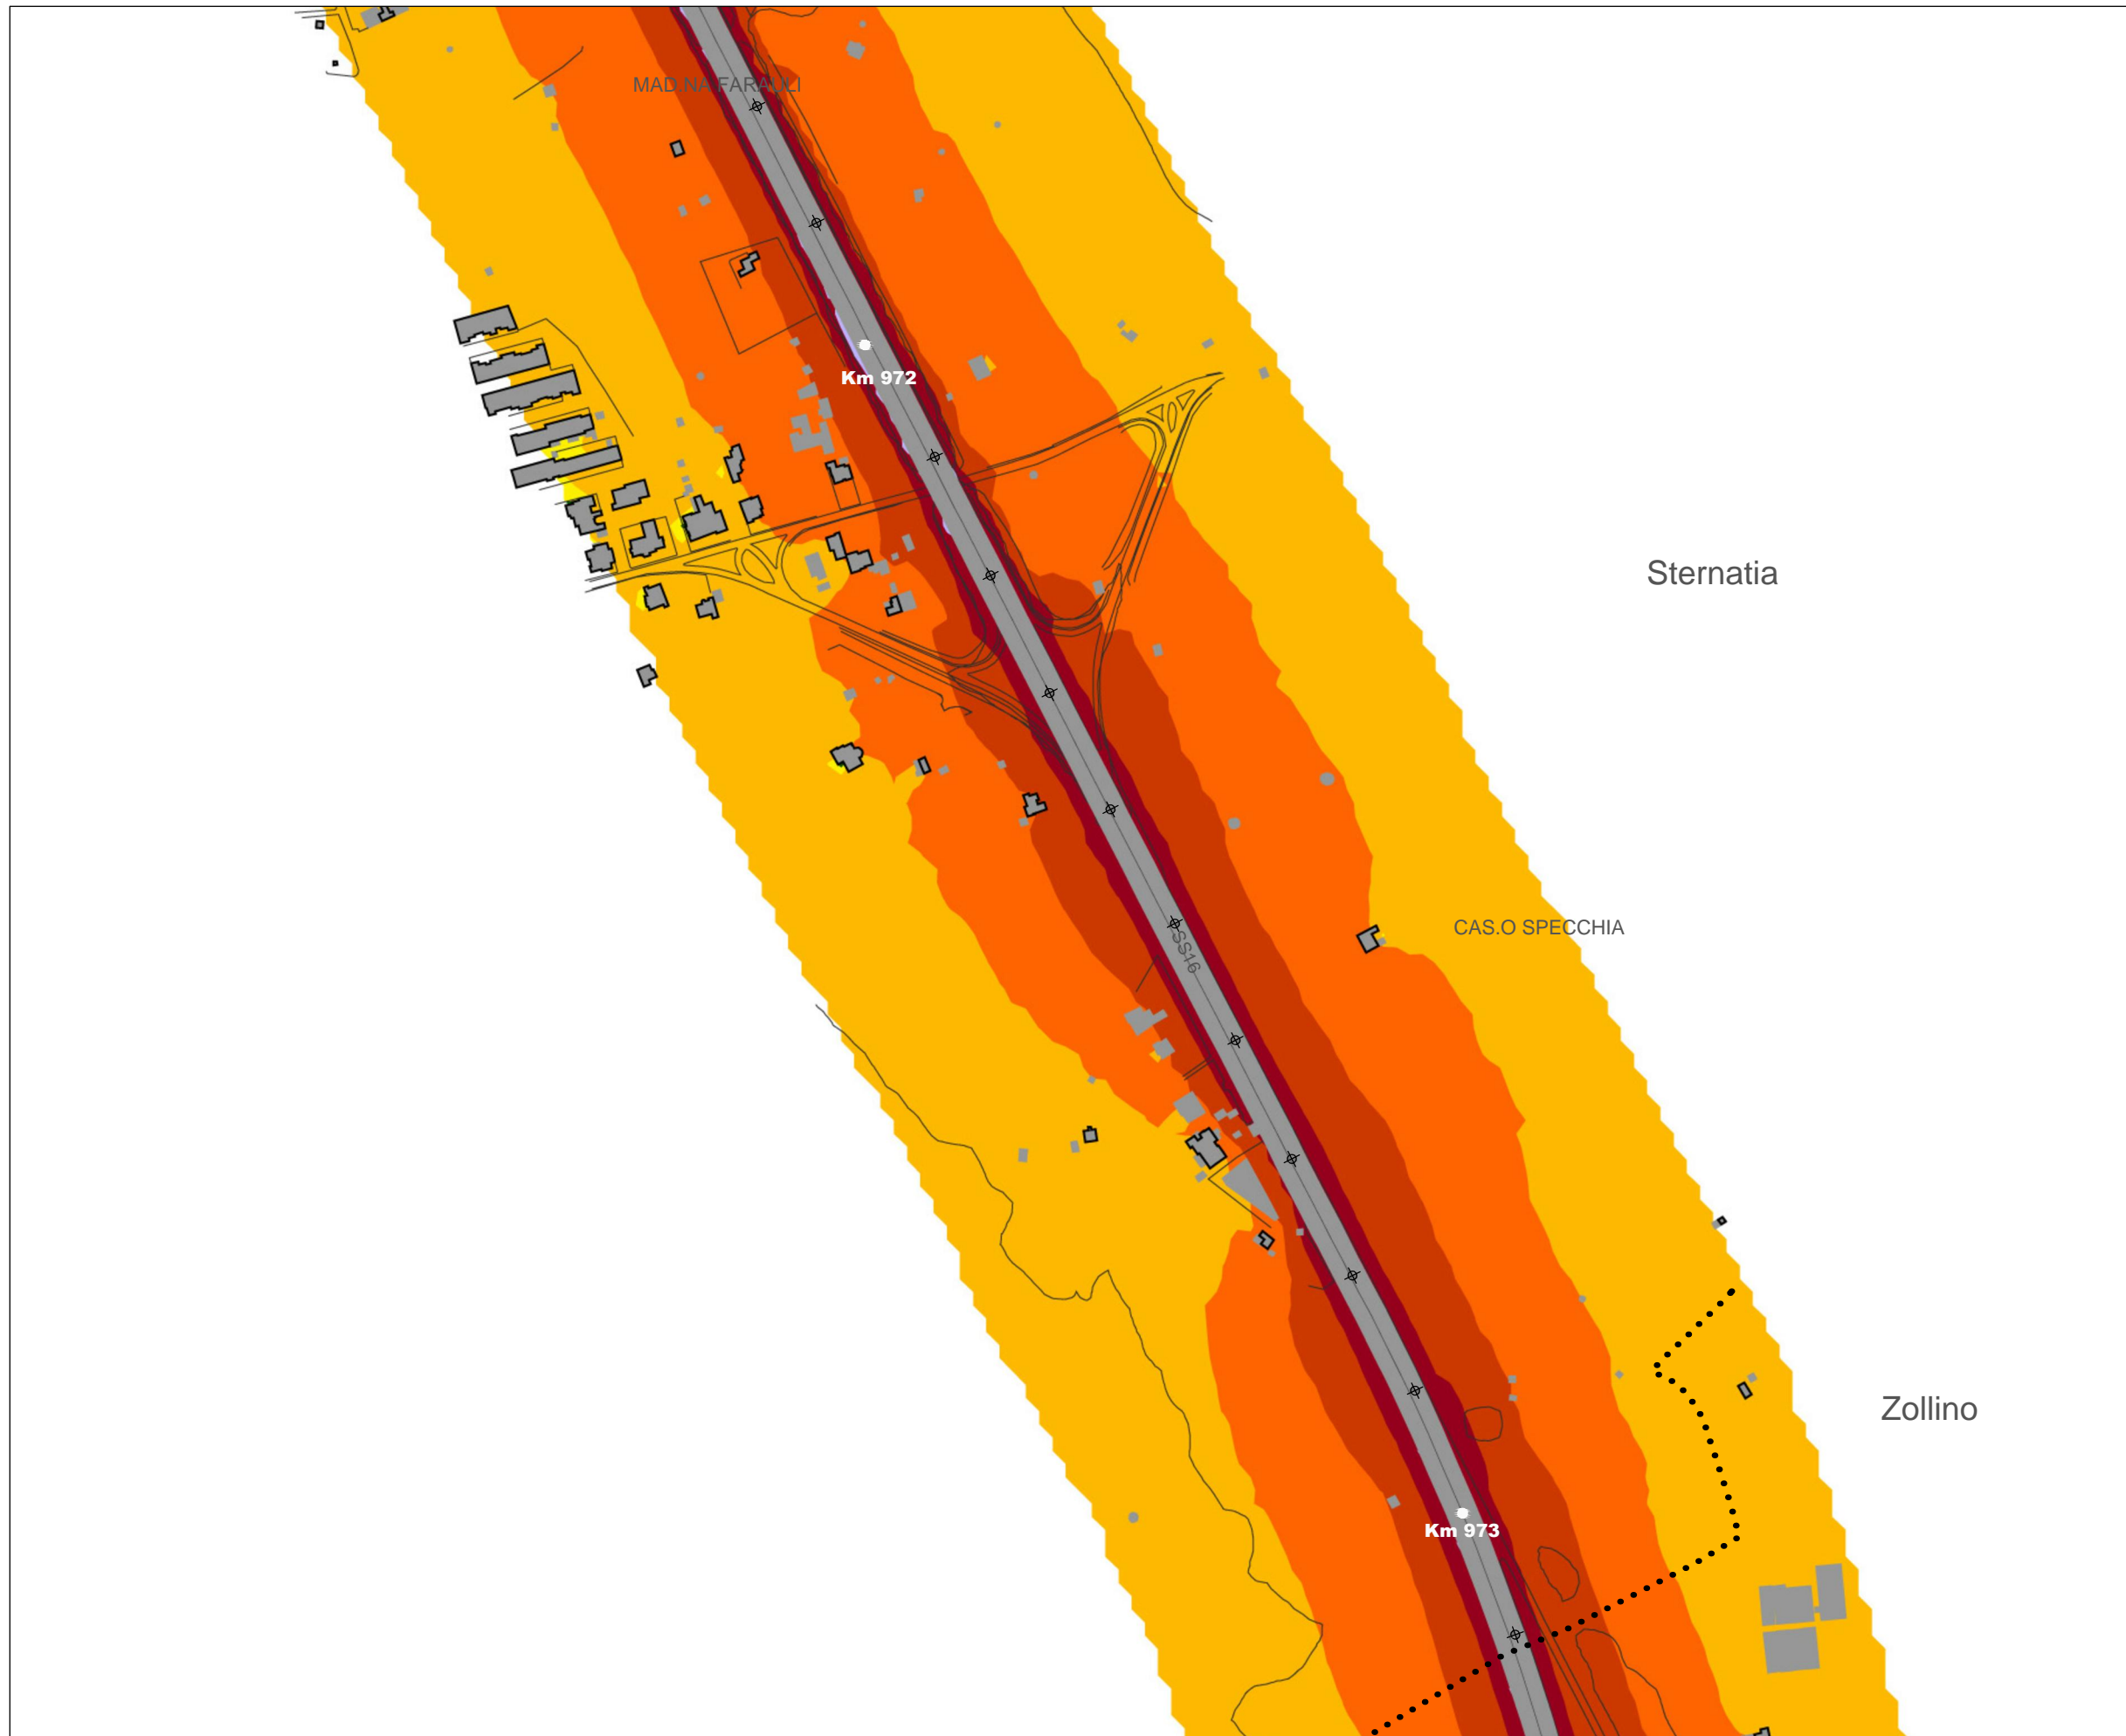 MAD.NA FARAULI
Km 972
Sternatia
CAS.O SPECCHIA
SS16
Zollino
Km 973